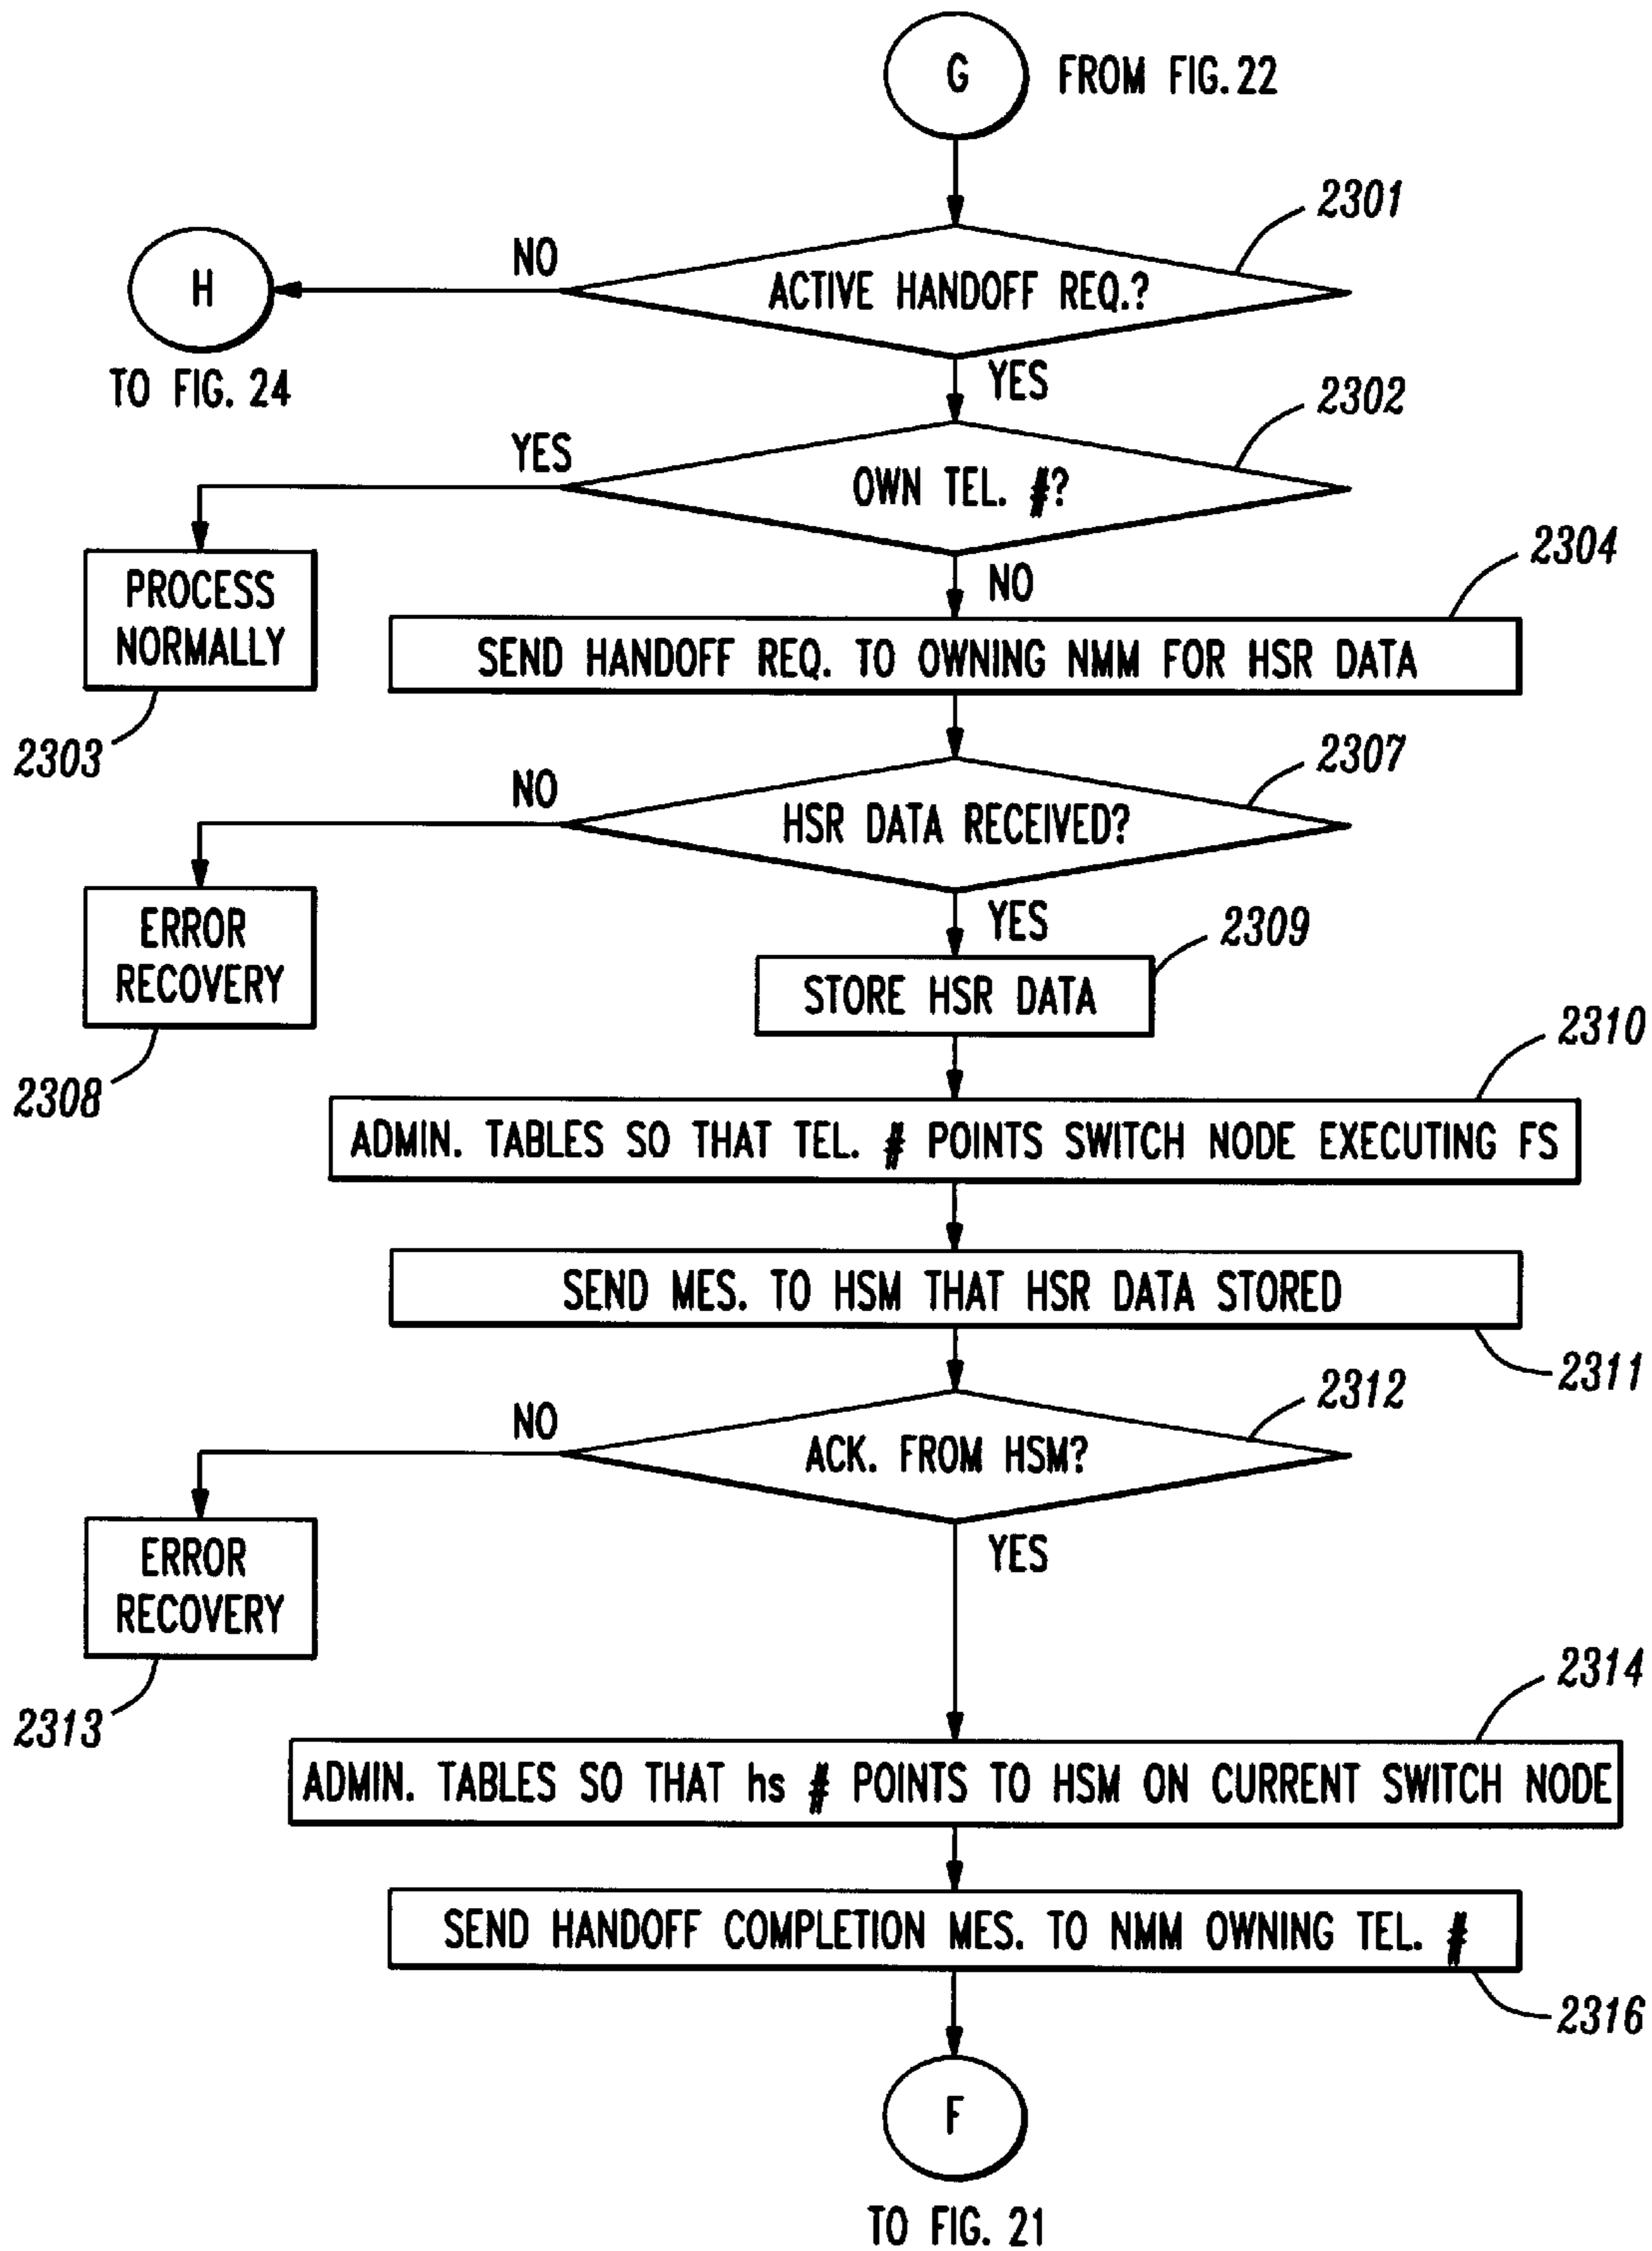 G
FROM FIG. 22
2301
NO
ACTIVE HANDOFF REQ.?
H
TO FIG. 24
YES
2302
YES
OWN TEL. #?
NO
2304
PROCESS
NORMALLY
SEND HANDOFF REQ. TO OWNING NMM FOR HSR DATA
2303
2307
NO
HSR DATA RECEIVED?
YES
2309
ERROR
RECOVERY
STORE HSR DATA
2308
2310
ADMIN. TABLES SO THAT TEL. # POINTS SWITCH NODE EXECUTING FS
SEND MES. TO HSM THAT HSR DATA STORED
2311
2312
NO
ACK. FROM HSM?
YES
ERROR
RECOVERY
2313
2314
ADMIN. TABLES SO THAT hs # POINTS TO HSM ON CURRENT SWITCH NODE
SEND HANDOFF COMPLETION MES. TO NMM OWNING TEL. #
2316
F
TO FIG. 21